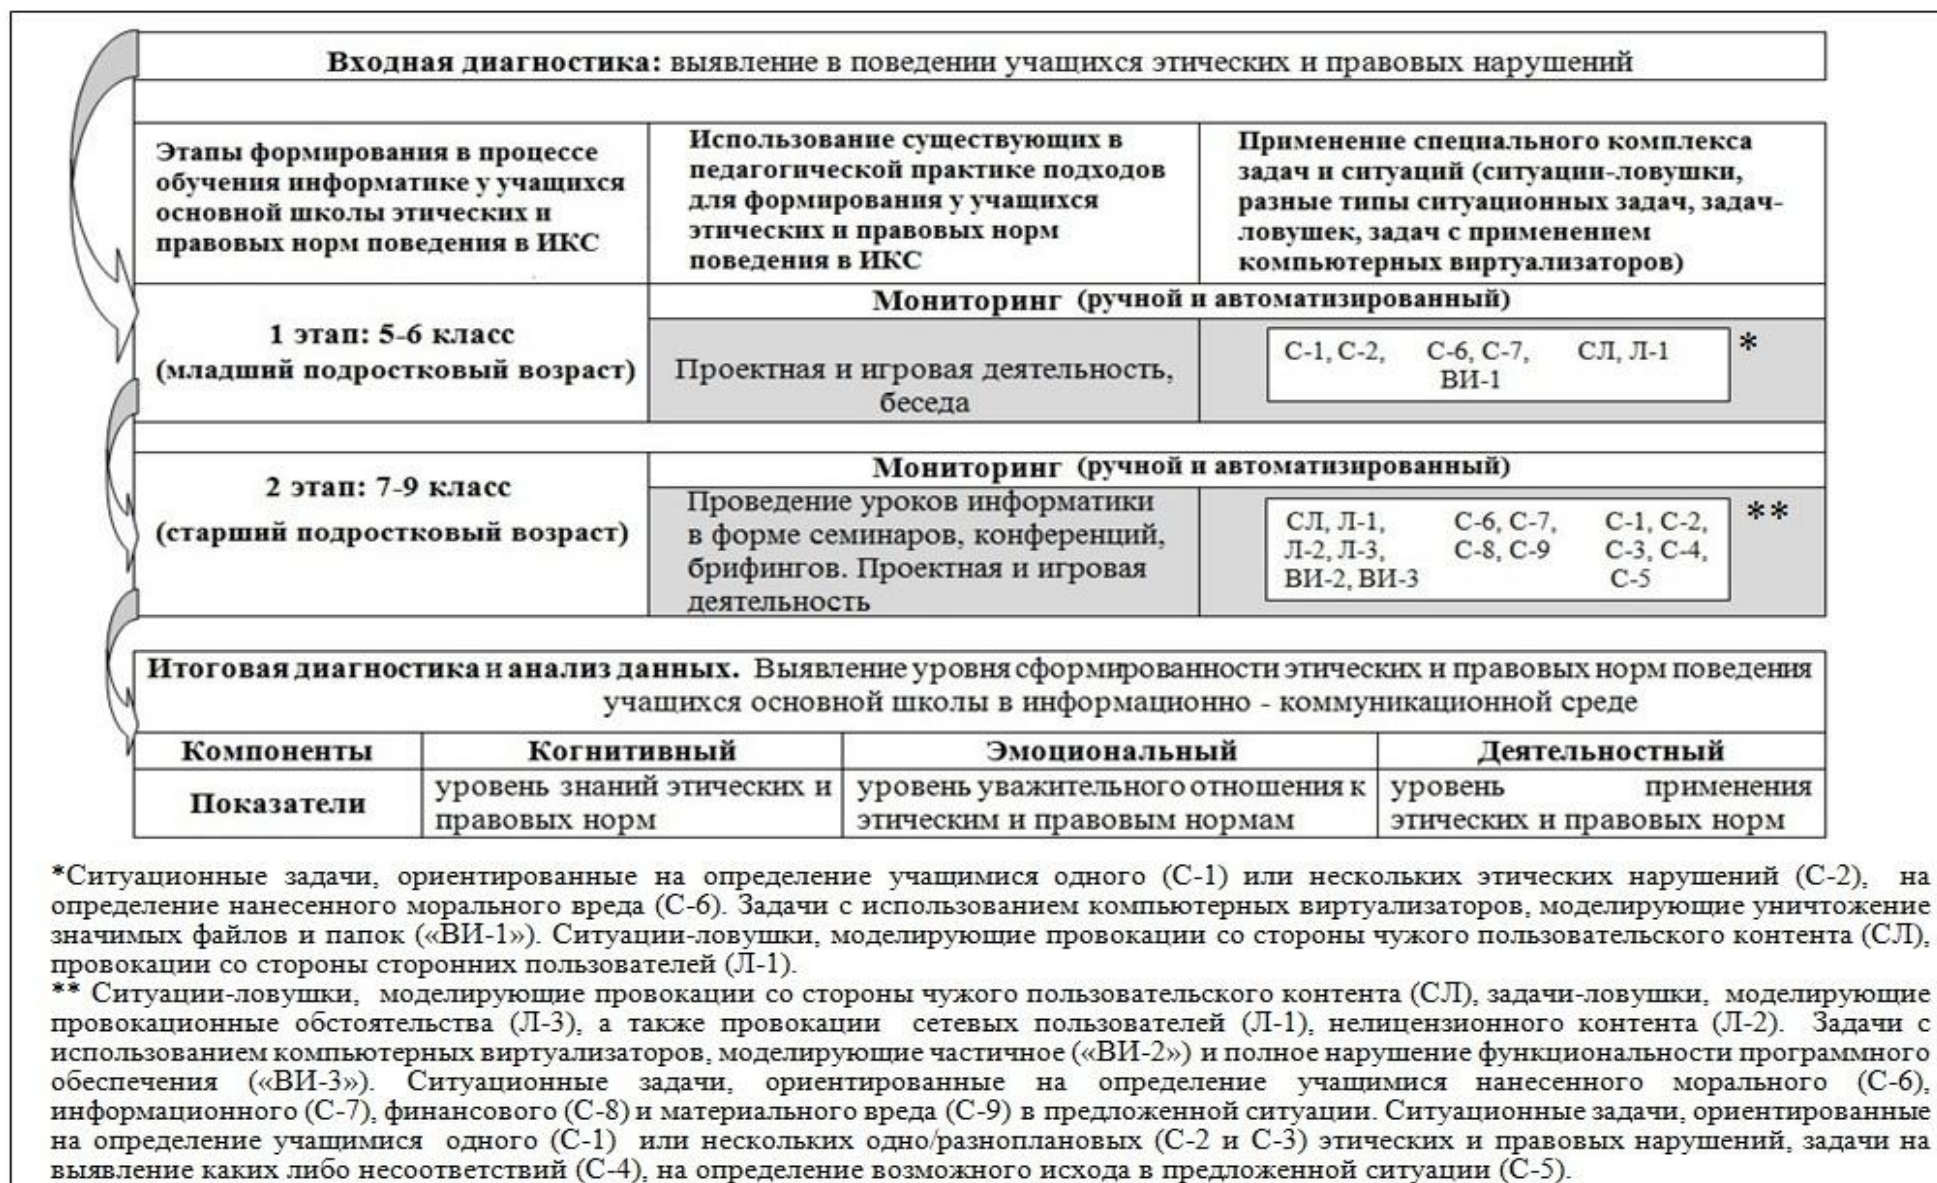 Входная диагностика: выявление в поведении учащихся этических и правовых нарушений
Этапы формирования в процессе
обучения информатике у учащихся
основной школы этических и
правовых норм поведения в ИКС
Использование существующих в
педагогической практике подходов
для формирования у учащихся
этических и правовых норм
поведения в ИКС
Применение специального комплекса
задач и ситуаций (ситуации-ловушки,
разные типы ситуационных задач, задач-
ловушек, задач с применением
компьютерных виртуализаторов)
1 этап: 5-6 класс
(младший подростковый возраст)
Мониторинг (ручной и автоматизированный)
Проектная и игровая деятельность,
беседа
С-1, С-2, С-6, С-7, СЛ, Л-1 *
ВИ-1
2 этап: 7-9 класс
(старший подростковый возраст)
Мониторинг (ручной и автоматизированный)
Проведение уроков информатики
в форме семинаров, конференций,
брифингов. Проектная и игровая
деятельность
СЛ, Л-1, С-6, С-7, С-1, С-2, **
Л-2, Л-3, С-8, С-9 С-3, С-4,
ВИ-2, ВИ-3 С-5
Итоговая диагностика и анализ данных. Выявление уровня сформированности этических и правовых норм поведения
учащихся основной школы в информационно - коммуникационной среде
Компоненты Когнитивный Эмоциональный Деятельностный
Показатели
уровень знаний этических и
правовых норм
уровень уважительного отношения к
этическим и правовым нормам
уровень применения
этических и правовых норм
*Ситуационные задачи, ориентированные на определение учащимися одного (С-1) или нескольких этических нарушений (С-2), на
определение нанесенного морального вреда (С-6). Задачи с использованием компьютерных виртуализаторов, моделирующие уничтожение
значимых файлов и папок («ВИ-1»). Ситуации-ловушки, моделирующие провокации со стороны чужого пользовательского контента (СЛ),
провокации со стороны сторонних пользователей (Л-1).
** Ситуации-ловушки, моделирующие провокации со стороны чужого пользовательского контента (СЛ), задачи-ловушки, моделирующие
провокационные обстоятельства (Л-3), а также провокации сетевых пользователей (Л-1), нелицензионного контента (Л-2). Задачи с
использованием компьютерных виртуализаторов, моделирующие частичное («ВИ-2») и полное нарушение функциональности программного
обеспечения («ВИ-3»). Ситуационные задачи, ориентированные на определение учащимися нанесенного морального (С-6),
информационного (С-7), финансового (С-8) и материального вреда (С-9) в предложенной ситуации. Ситуационные задачи, ориентированные
на определение учащимися одного (С-1) или нескольких одно/разноплановых (С-2 и С-3) этических и правовых нарушений, задачи на
выявление каких либо несоответствий (С-4), на определение возможного исхода в предложенной ситуации (С-5).